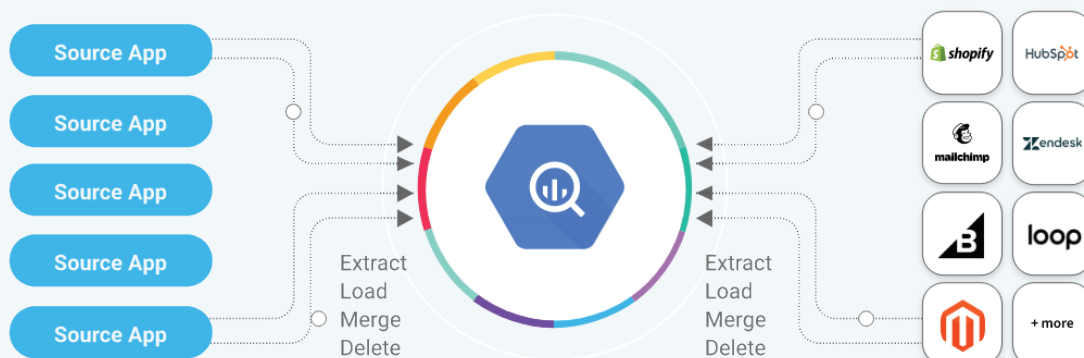 Source App
Source App
Source App
Source App
Source App
Extract
Load
Merge
Delete
Extract
Load
Merge
Delete
shopify
HubSpot
mailchimp
zendesk
B
loop
+ more